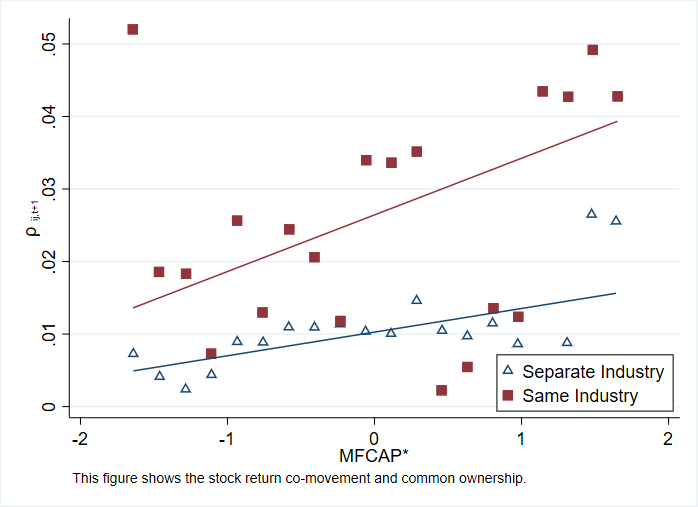 .05
.04
.03
.02
.01
0
ρ ij,t+1
-2 -1 0 1 2
MFCAP*
Separate Industry
Same Industry
This figure shows the stock return co-movement and common ownership.